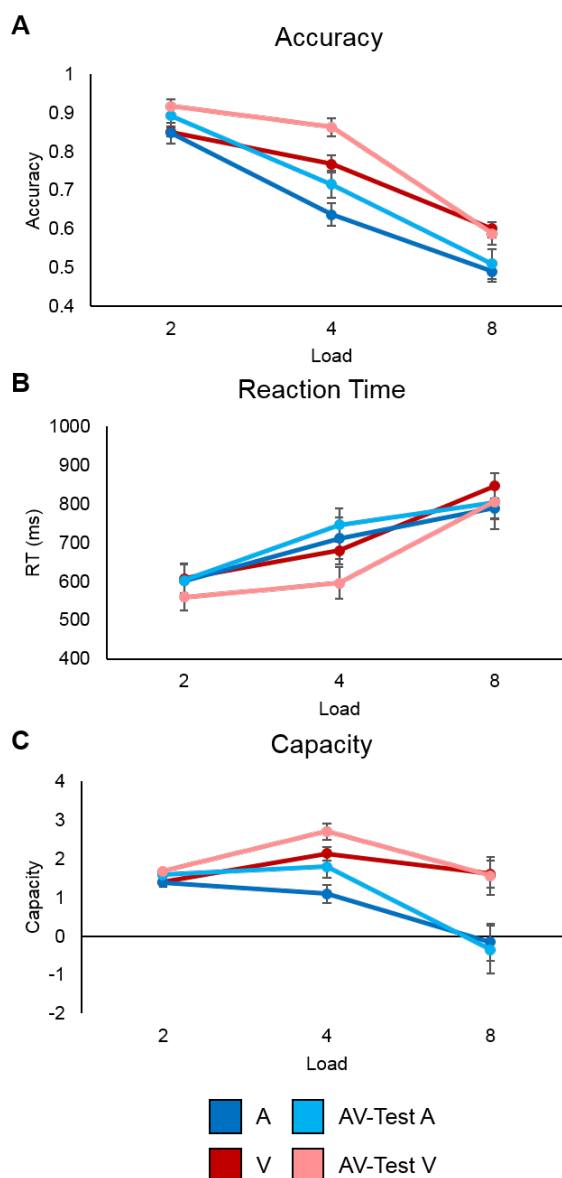 A
Accuracy
1
0.9
0.8
0.7
0.6
0.5
0.4
Accuracy
2 4 8
Load
B
Reaction Time
1000
900
800
700
600
500
400
RT (ms)
2 4 8
Load
C
Capacity
4
3
2
1
0
-1
-2
Capacity
2 4 8
Load
A AV-Test A
V AV-Test V